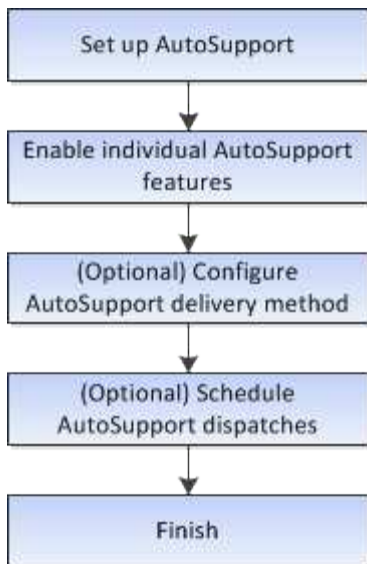 Set up AutoSupport
Enable individual AutoSupport
features
(Optional) Configure
AutoSupport delivery method
(Optional) Schedule
AutoSupport dispatches
Finish